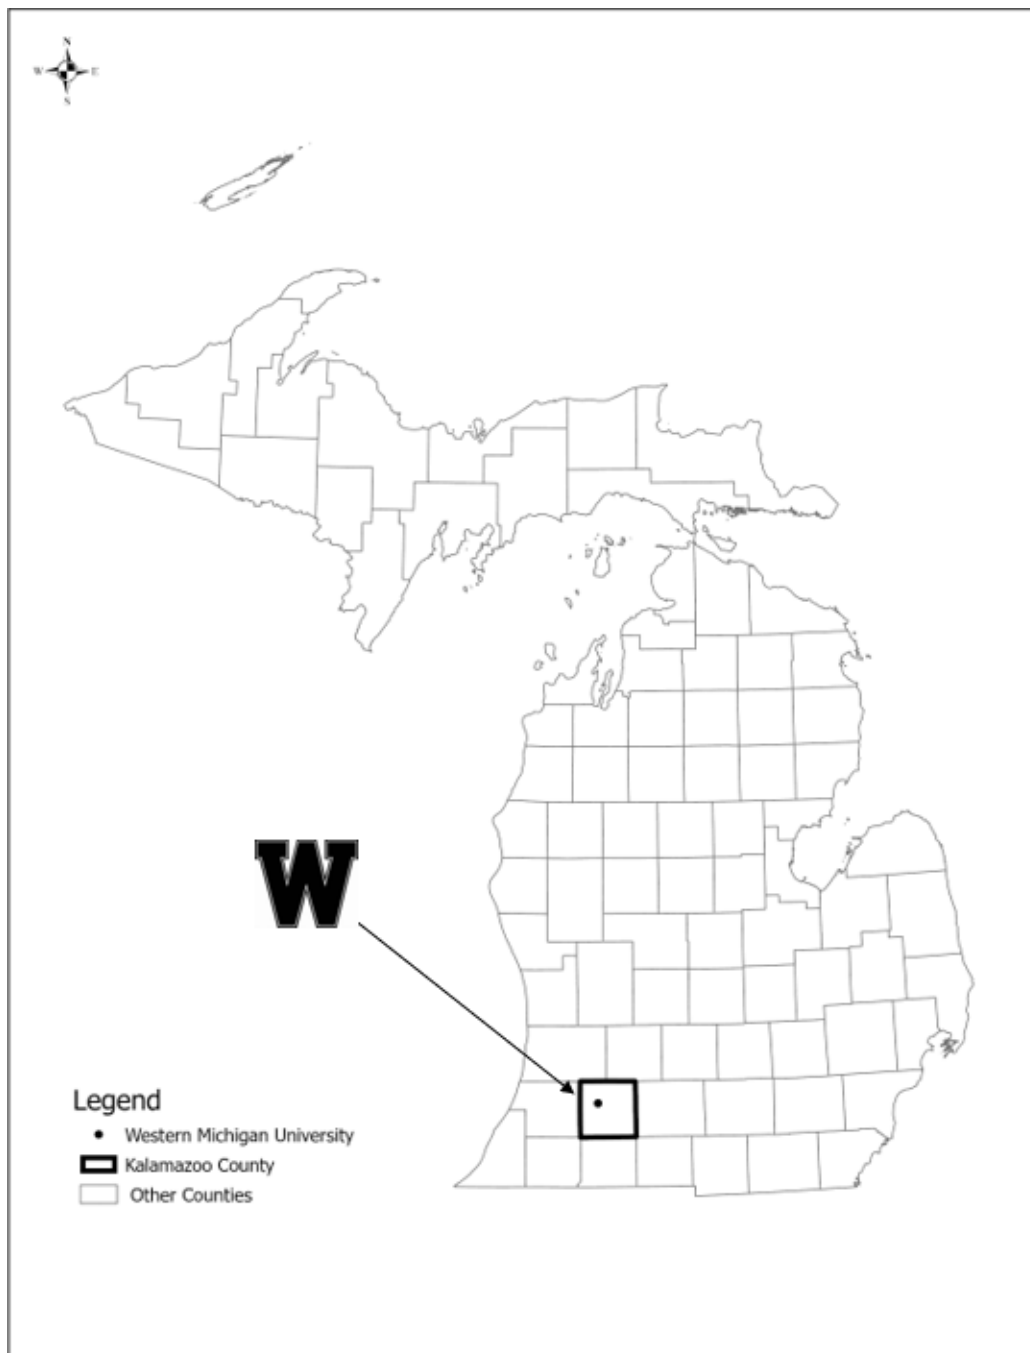 N
W E
S
W
Legend
Western Michigan University
Kalamazoo County
Other Counties